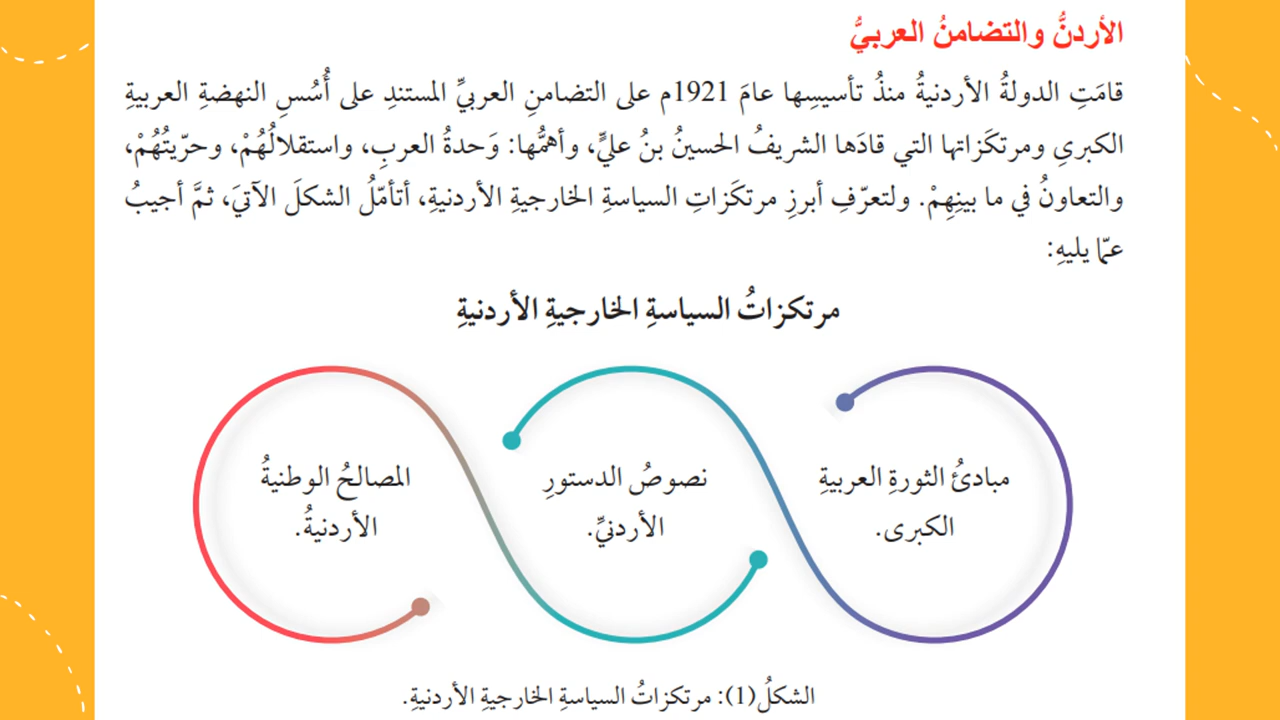 الأردنُّ والتضامنُ العربيُّ
قامَتِ الدولةُ الأردنيةُ منذُ تأسيسِها عامَ 1921م على التضامنِ العربيِّ المستندِ على أُسُسِ النهضةِ العربيةِ
الكبرى ومرتكَزاتها التي قادَها الشريفُ الحسينُ بنُ عليٍّ، وأهمُّها: وَحدةُ العربِ، واستقلالُهُمْ، وحرّيتُهُمْ،
والتعاونُ في ما بينِهِمْ. ولتعرّفِ أبرزِ مرتكَزاتِ السياسةِ الخارجيةِ الأردنيةِ، أتأمّلُ الشكلَ الآتيَ، ثمَّ أجيبُ
عمّا يليهِ:
مرتكزاتُ السياسةِ الخارجيةِ الأردنيةِ
مبادئُ الثورةِ العربيةِ
الكبرى.
نصوصُ الدستورِ
الأردنيِّ.
المصالحُ الوطنيةُ
الأردنيةُ.
الشكلُ(1): مرتكزاتُ السياسةِ الخارجيةِ الأردنيةِ.